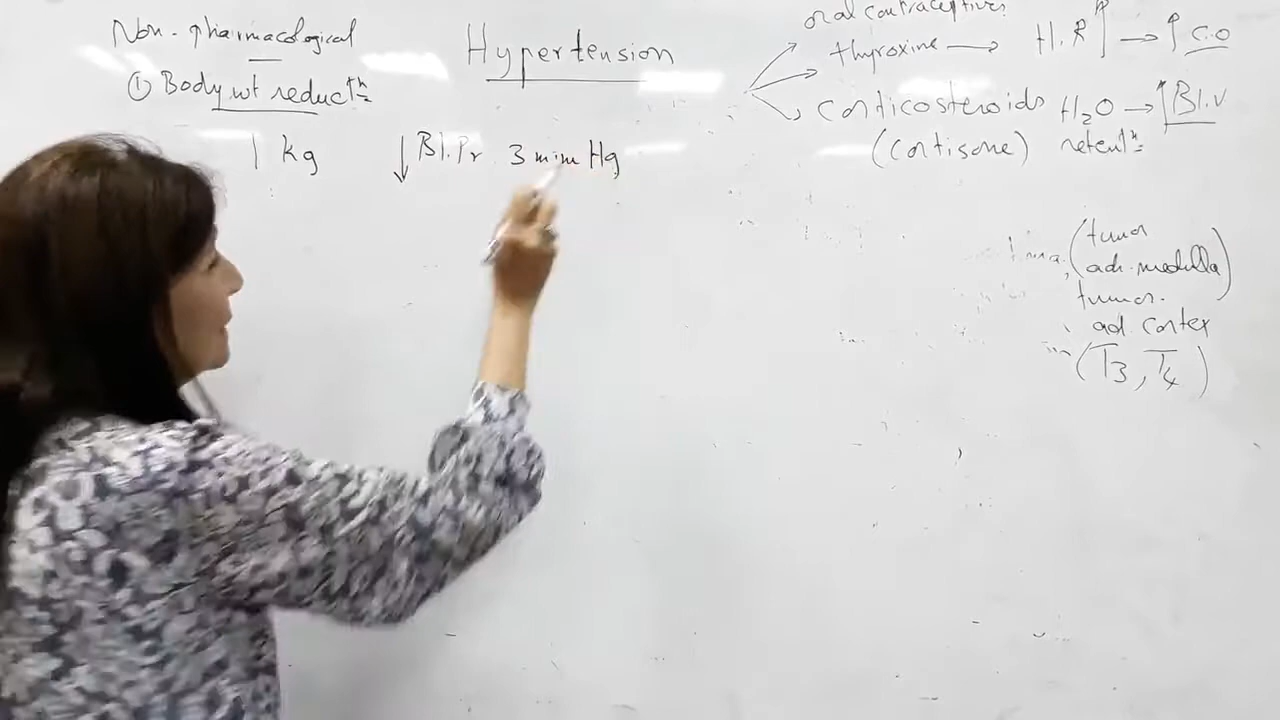 Non-pharmacological
① Body wt reductⁿ
1 kg ↓ Bl.Pr 3 mim Hg
Hypertension
oral contraceptives
thyroxine → H.R ↑ → ↑ C.O
Corticosteroids H₂O → ↑ Bl.V
(Cortisone) retentⁿ
(tumor
adr. medulla)
tumor.
ad cortex
(T3, T4)